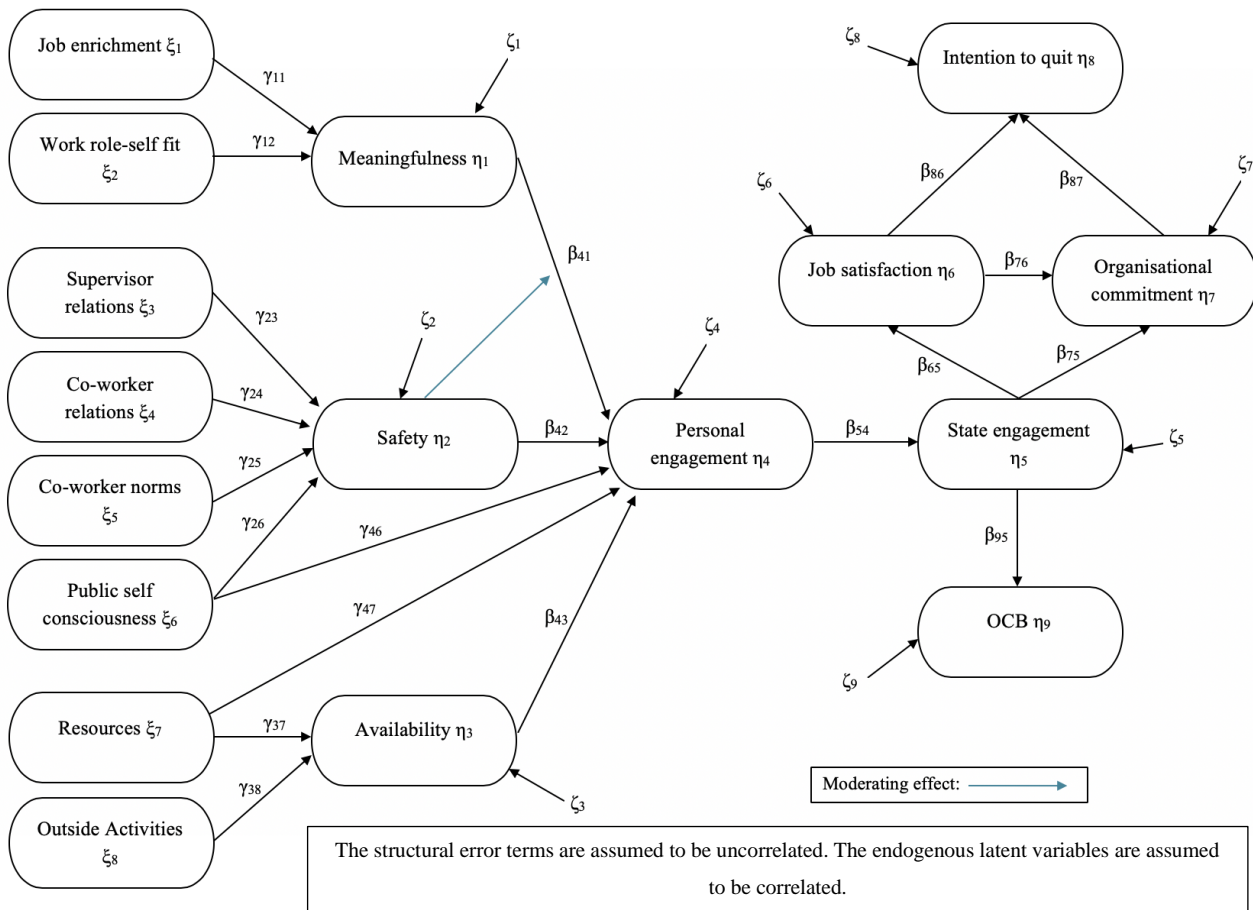 Job enrichment ξ1
Work role-self fit
ξ2
Supervisor
relations ξ3
Co-worker
relations ξ4
Co-worker norms
ξ5
Public self
consciousness ξ6
Resources ξ7
Outside Activities
ξ8
γ11
γ12
γ23
γ24
γ25
γ26
γ46
γ47
γ37
γ38
ζ1
Meaningfulness η1
ζ2
Safety η2
Availability η3
ζ3
β41
β42
β43
ζ4
Personal
engagement η4
β54
ζ8
Intention to quit η8
β86
β87
ζ6
ζ7
Job satisfaction η6
β76
Organisational
commitment η7
β65
β75
State engagement
η5
ζ5
β95
OCB η9
ζ9
Moderating effect:
The structural error terms are assumed to be uncorrelated. The endogenous latent variables are assumed
to be correlated.